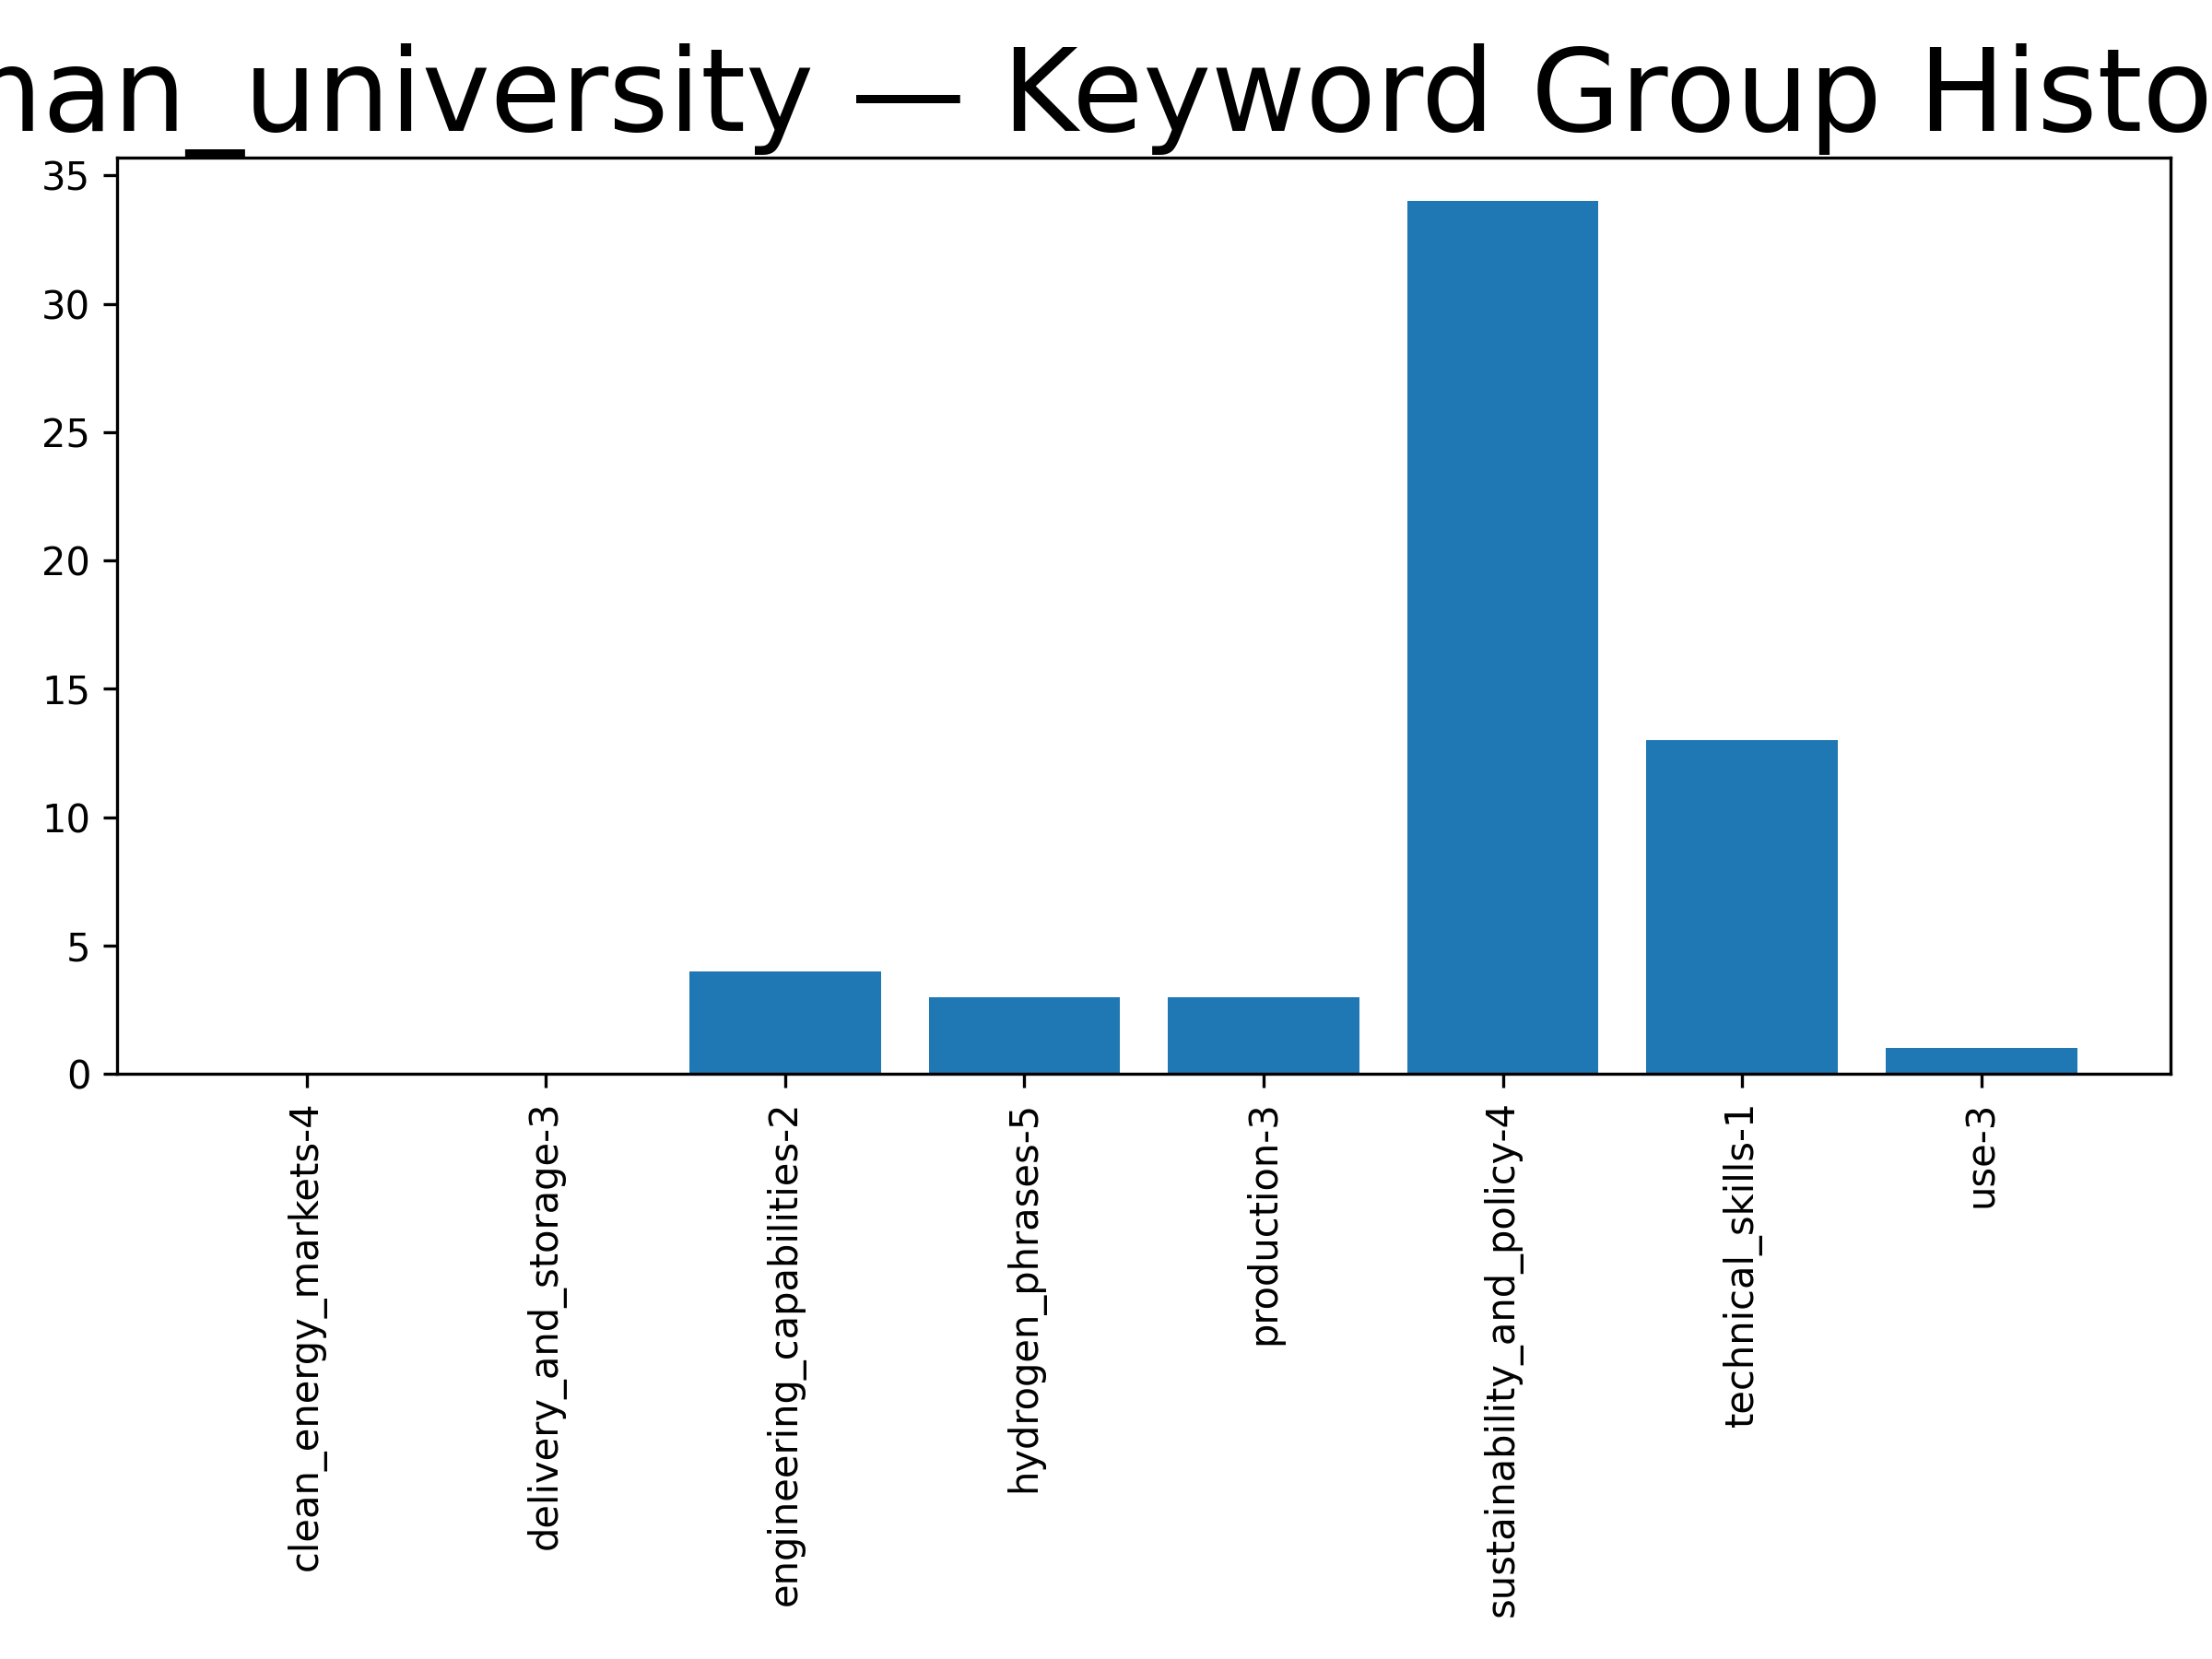 man_university — Keyword Group Histo
35
30
25
20
15
10
5
0
clean_energy_markets-4
delivery_and_storage-3
engineering_capabilities-2
hydrogen_phrases-5
production-3
sustainability_and_policy-4
technical_skills-1
use-3